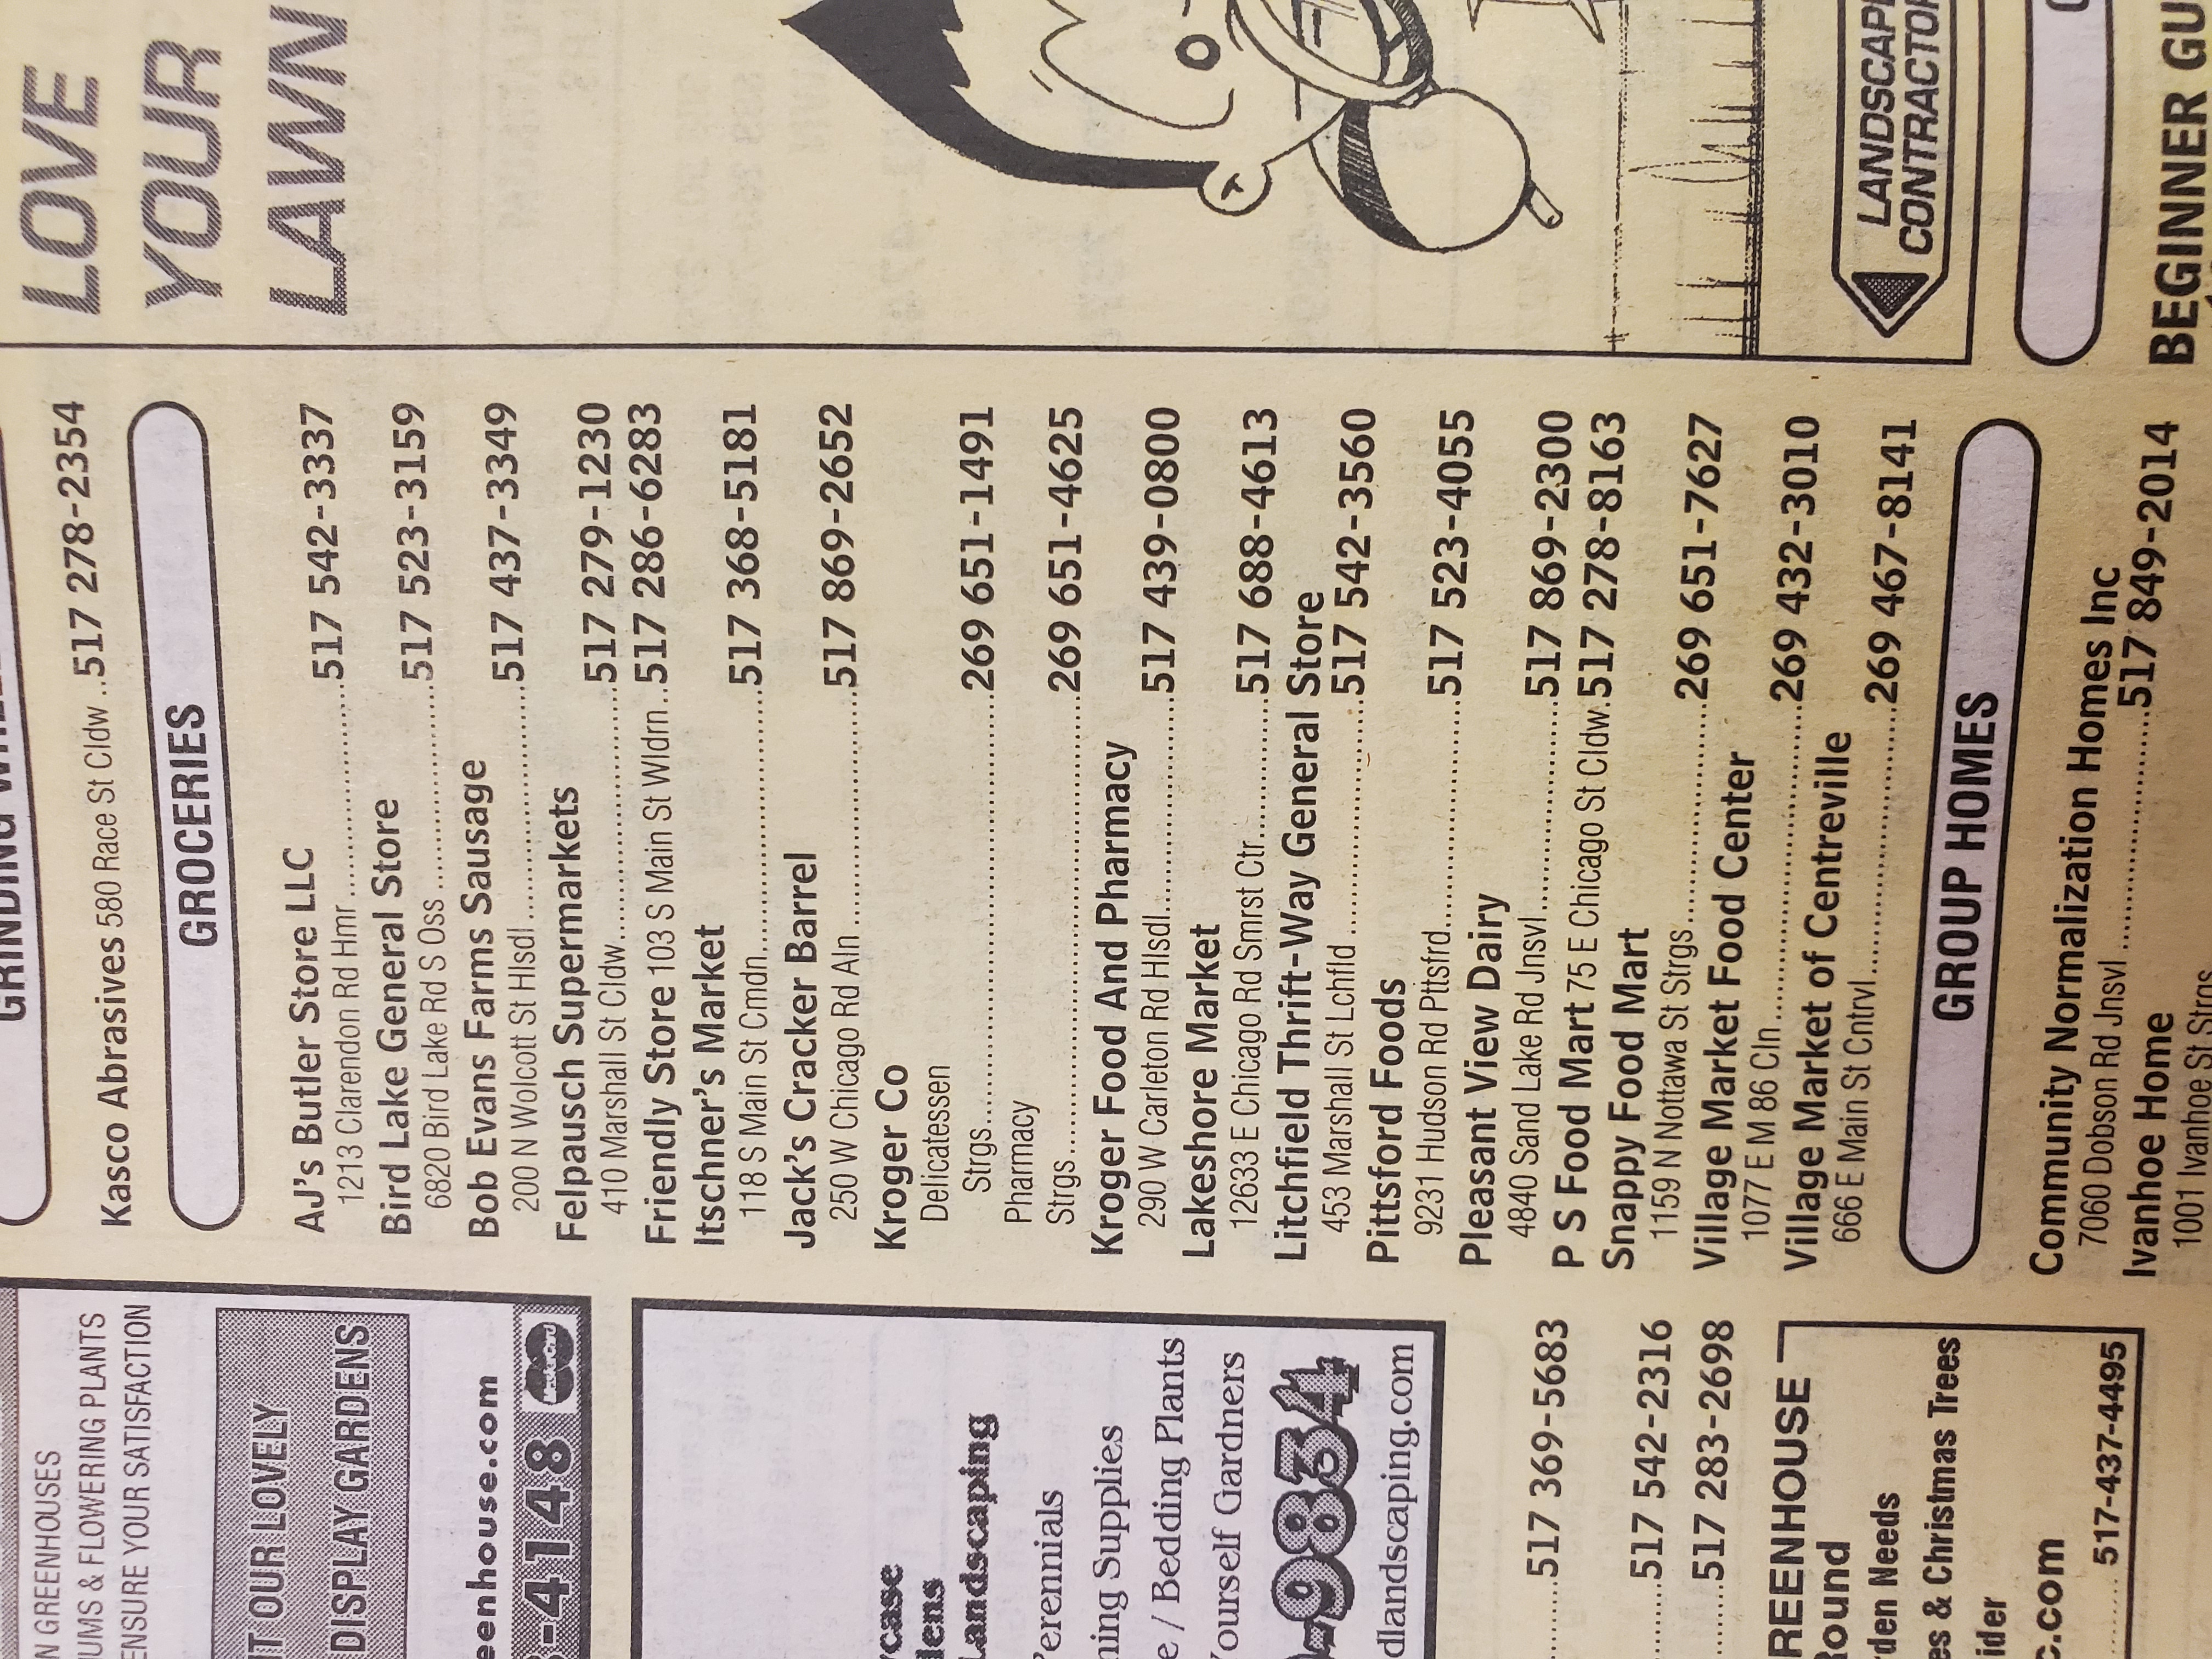 N GREENHOUSES
UMS & FLOWERING PLANTS
ENSURE YOUR SATISFACTION
IT OUR LOVELY
DISPLAY GARDENS
eenhouse.com
-4148
Landscaping
Perennials
ning Supplies
e / Bedding Plants
Yourself Gardners
-9834
dlandscaping.com
......517 369-5683
......517 542-2316
......517 283-2698
REENHOUSE
Round
den Needs
es & Christmas Trees
ider
c.com
........ 517-437-4495
Kasco Abrasives 580 Race St Cldw ..517 278-2354
GROCERIES
AJ's Butler Store LLC
1213 Clarendon Rd Hmr....................517 542-3337
Bird Lake General Store
6820 Bird Lake Rd S Oss ...................517 523-3159
Bob Evans Farms Sausage
200 N Wolcott St Hlsdl.......................517 437-3349
Felpausch Supermarkets
410 Marshall St Cldw........................517 279-1230
Friendly Store 103 S Main St Wldrn..517 286-6283
Itschner's Market
118 S Main St Cmdn..........................517 368-5181
Jack's Cracker Barrel
250 W Chicago Rd Aln .......................517 869-2652
Kroger Co
Delicatessen
Strgs..........................................269 651-1491
Pharmacy
Strgs..........................................269 651-4625
Kroger Food And Pharmacy
290 W Carleton Rd Hlsdl.....................517 439-0800
Lakeshore Market
12633 E Chicago Rd Smrst Ctr............517 688-4613
Litchfield Thrift-Way General Store
453 Marshall St Lchfld .......................517 542-3560
Pittsford Foods
9231 Hudson Rd Pttsfrd......................517 523-4055
Pleasant View Dairy
4840 Sand Lake Rd Jnsvl.....................517 869-2300
P S Food Mart 75 E Chicago St Cldw.517 278-8163
Snappy Food Mart
1159 N Nottawa St Strgs.....................269 651-7627
Village Market Food Center
1077 E M 86 Cln...............................269 432-3010
Village Market of Centreville
666 E Main St Cntrvl..........................269 467-8141
GROUP HOMES
Community Normalization Homes Inc
7060 Dobson Rd Jnsvl.......................517 849-2014
Ivanhoe Home
1001 Ivanhoe St Strgs
LOVE
YOUR
LAWN
LANDSCAPE
CONTRACTOR
BEGINNER GU